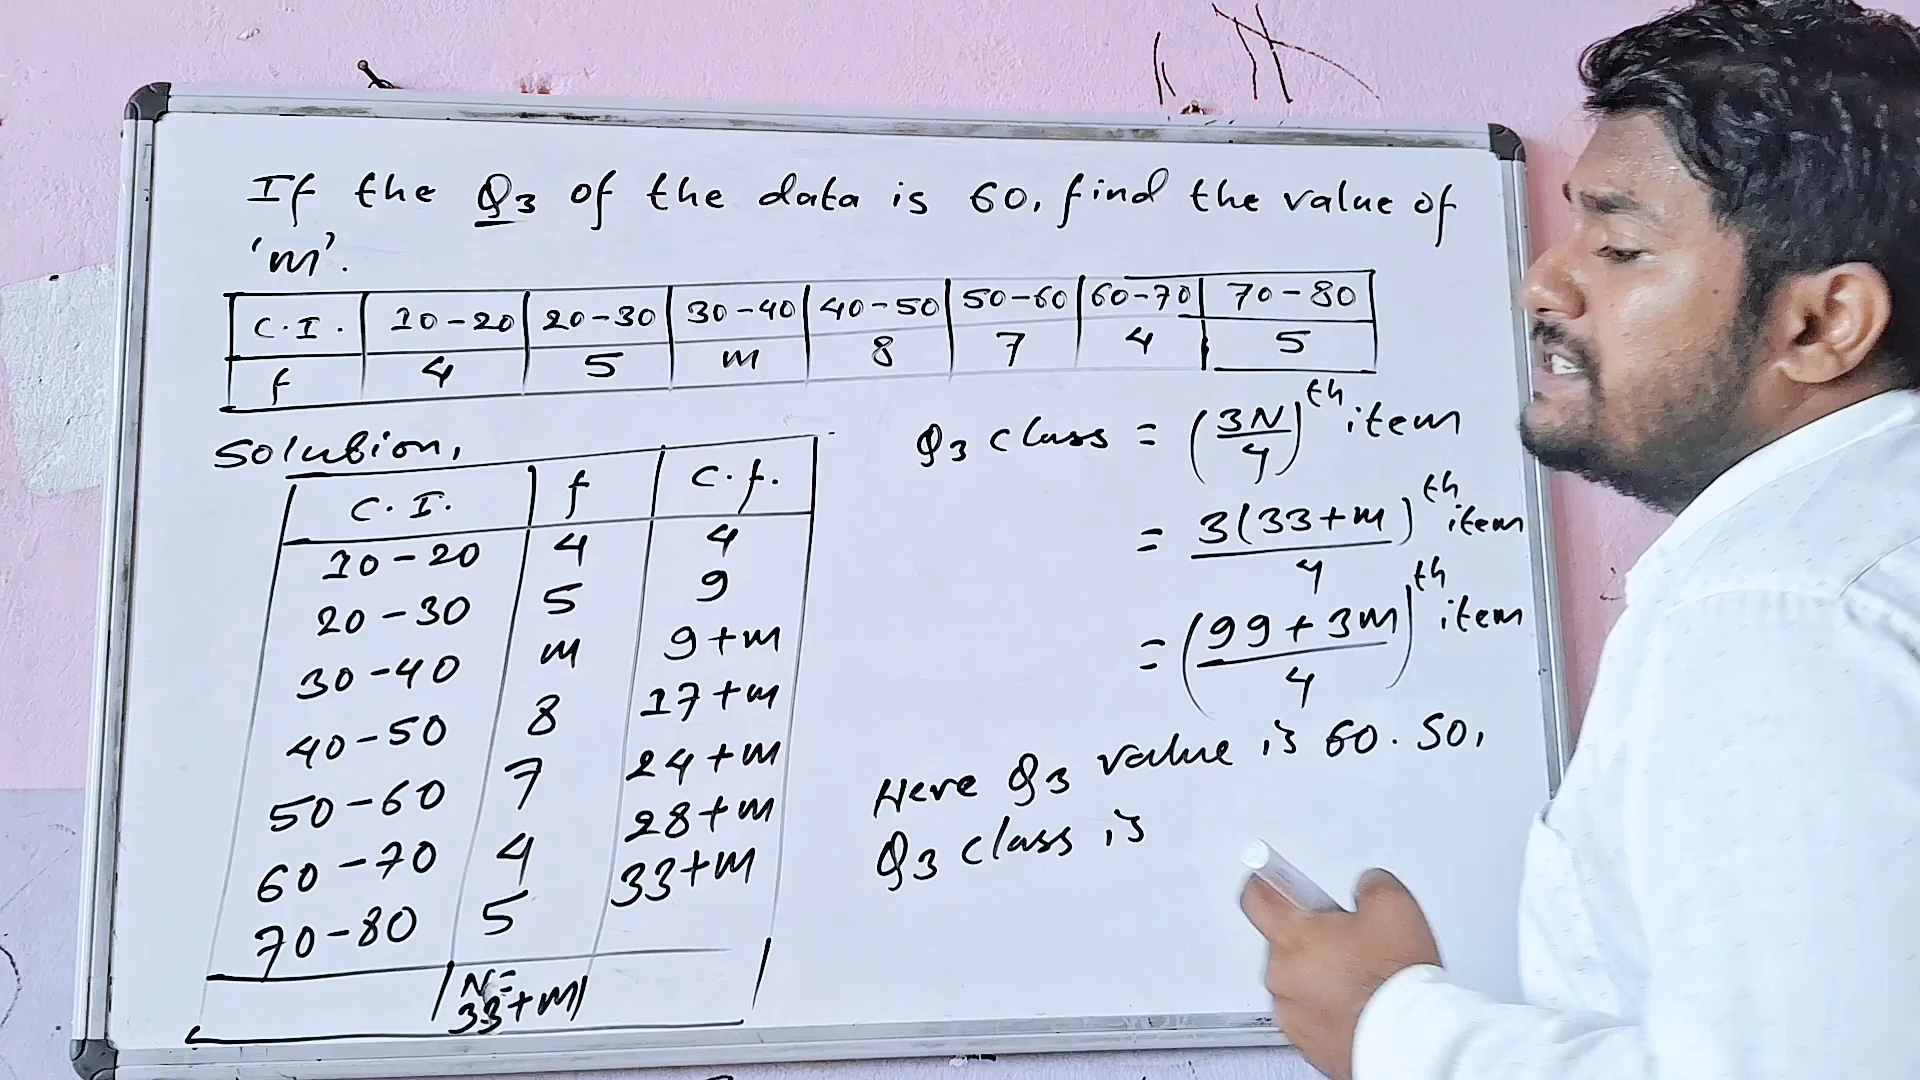 If the Q3 of the data is 60, find the value of
'm'.
C.I. 10-20 20-30 30-40 40-50 50-60 60-70 70-80
f 4 5 m 8 7 4 5
Solution,
C.I. f c.f.
10-20 4 4
20-30 5 9
30-40 m 9+m
40-50 8 17+m
50-60 7 24+m
60-70 4 28+m
70-80 5 33+m
N=
33+m
Q3 class = (3N/4)th item
= 3(33+m)/4)th item
= (99+3m/4)th item
Here Q3 value is 60. So,
Q3 class is